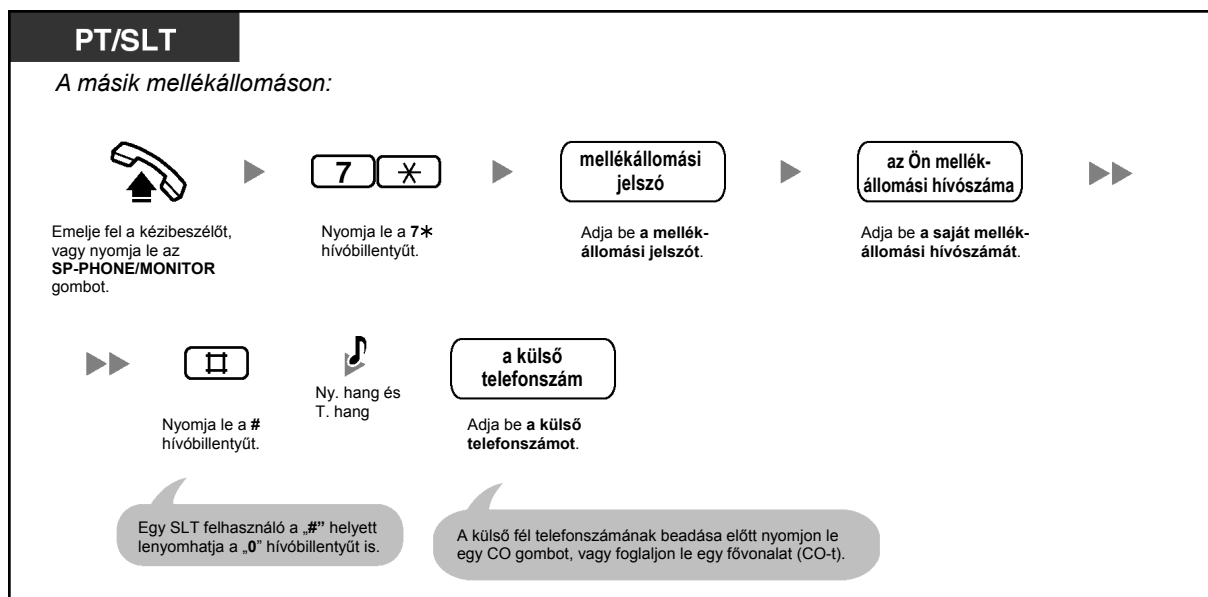 PT/SLT
A másik mellékállomáson:
7 ✳
mellékállomási
jelszó
az Ön mellék-
állomási hívószáma
Emelje fel a kézibeszélőt,
vagy nyomja le az
SP-PHONE/MONITOR
gombot.
Nyomja le a 7✳
hívóbillentyűt.
Adja be a mellék-
állomási jelszót.
Adja be a saját mellék-
állomási hívószámát.
#
a külső
telefonszám
Nyomja le a #
hívóbillentyűt.
Ny. hang és
T. hang
Adja be a külső
telefonszámot.
Egy SLT felhasználó a „#” helyett
lenyomhatja a „0” hívóbillentyűt is.
A külső fél telefonszámának beadása előtt nyomjon le
egy CO gombot, vagy foglaljon le egy fővonalat (CO-t).